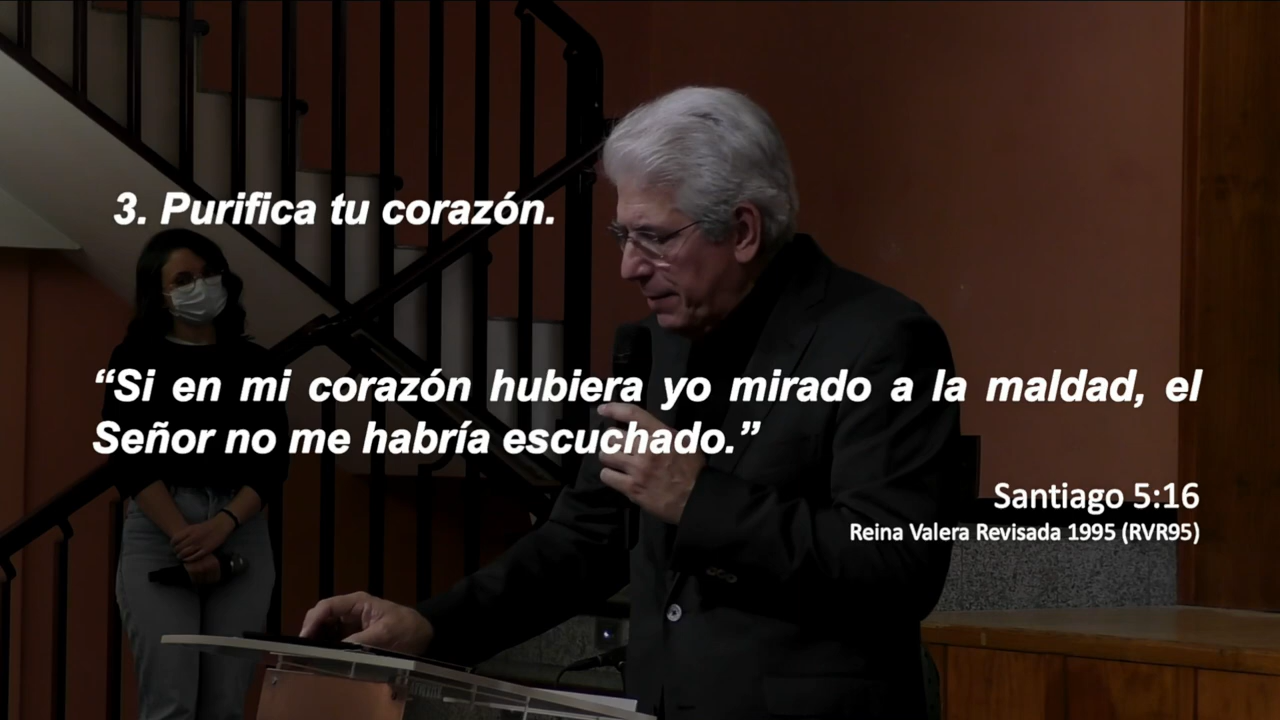 3. Purifica tu corazón.
“Si en mi corazón hubiera yo mirado a la maldad, el
Señor no me habría escuchado.”
Santiago 5:16
Reina Valera Revisada 1995 (RVR95)